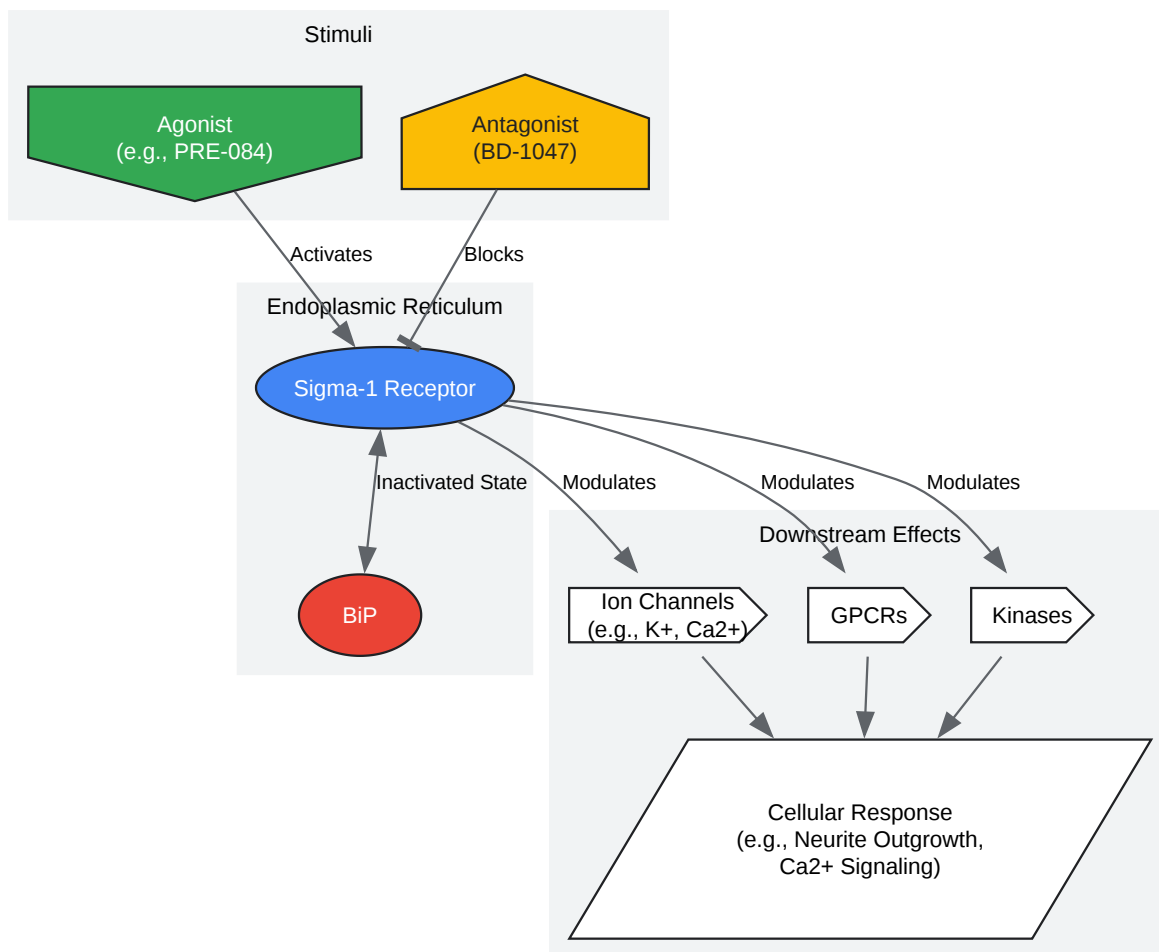 Stimuli
Agonist
(e.g., PRE-084)
Antagonist
(BD-1047)
Activates
Blocks
Endoplasmic Reticulum
Sigma-1 Receptor
Inactivated State
Modulates
Modulates
Modulates
Downstream Effects
BiP
Ion Channels
(e.g., K+, Ca2+)
GPCRs
Kinases
Cellular Response
(e.g., Neurite Outgrowth,
Ca2+ Signaling)